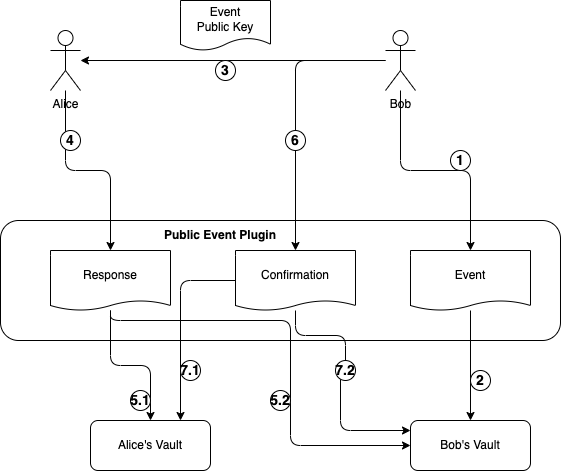 Event
Public Key
3
Alice
Bob
4
6
1
Public Event Plugin
Response
Confirmation
Event
7.1
7.2
2
5.1
5.2
Alice's Vault
Bob's Vault